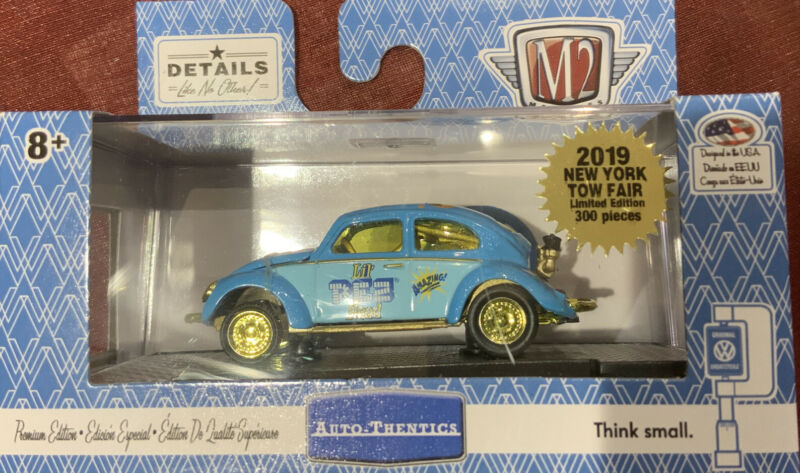 DETAILS
Like No Other!
M2
8+
2019
NEW YORK
TOW FAIR
Limited Edition
300 pieces
Designed in the USA
Diseñado en EEUU
Conçu aux États-Unis
AMAZING!
Premium Edition • Edición Especial • Édition De Qualité Supérieure
AUTO-THENTICS
Think small.